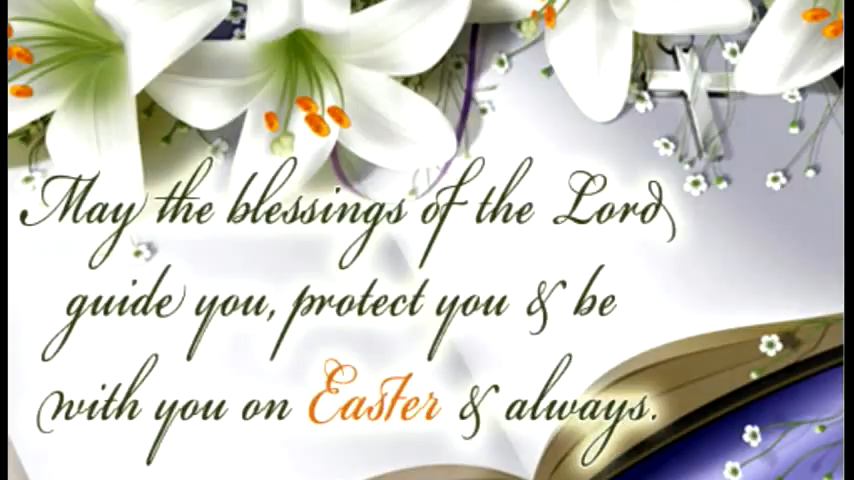 May the blessings of the Lord
guide you, protect you & be
with you on Easter & always.